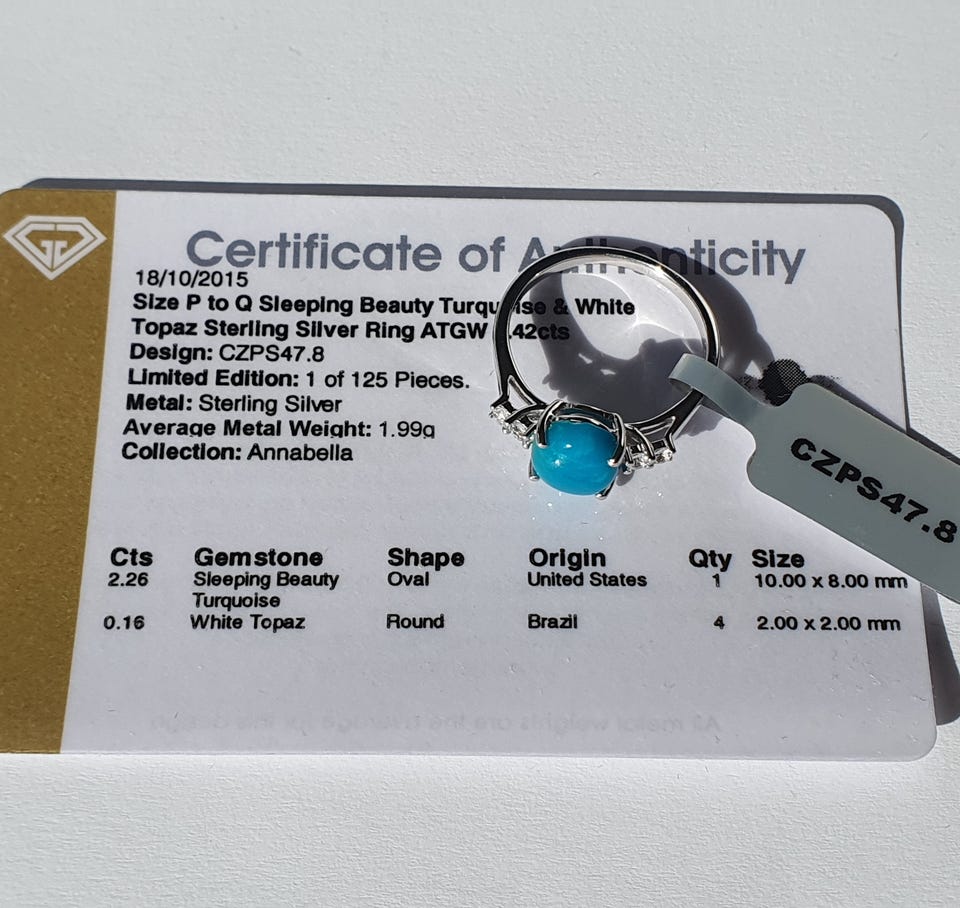 Certificate of Authenticity
18/10/2015
Size P to Q Sleeping Beauty Turquoise & White
Topaz Sterling Silver Ring ATGW .42cts
Design: CZPS47.8
Limited Edition: 1 of 125 Pieces.
Metal: Sterling Silver
Average Metal Weight: 1.99g
Collection: Annabella
CZPS47.8
Cts Gemstone Shape Origin Qty Size
2.26 Sleeping Beauty Oval United States 1 10.00 x 8.00 mm
Turquoise
0.16 White Topaz Round Brazil 4 2.00 x 2.00 mm